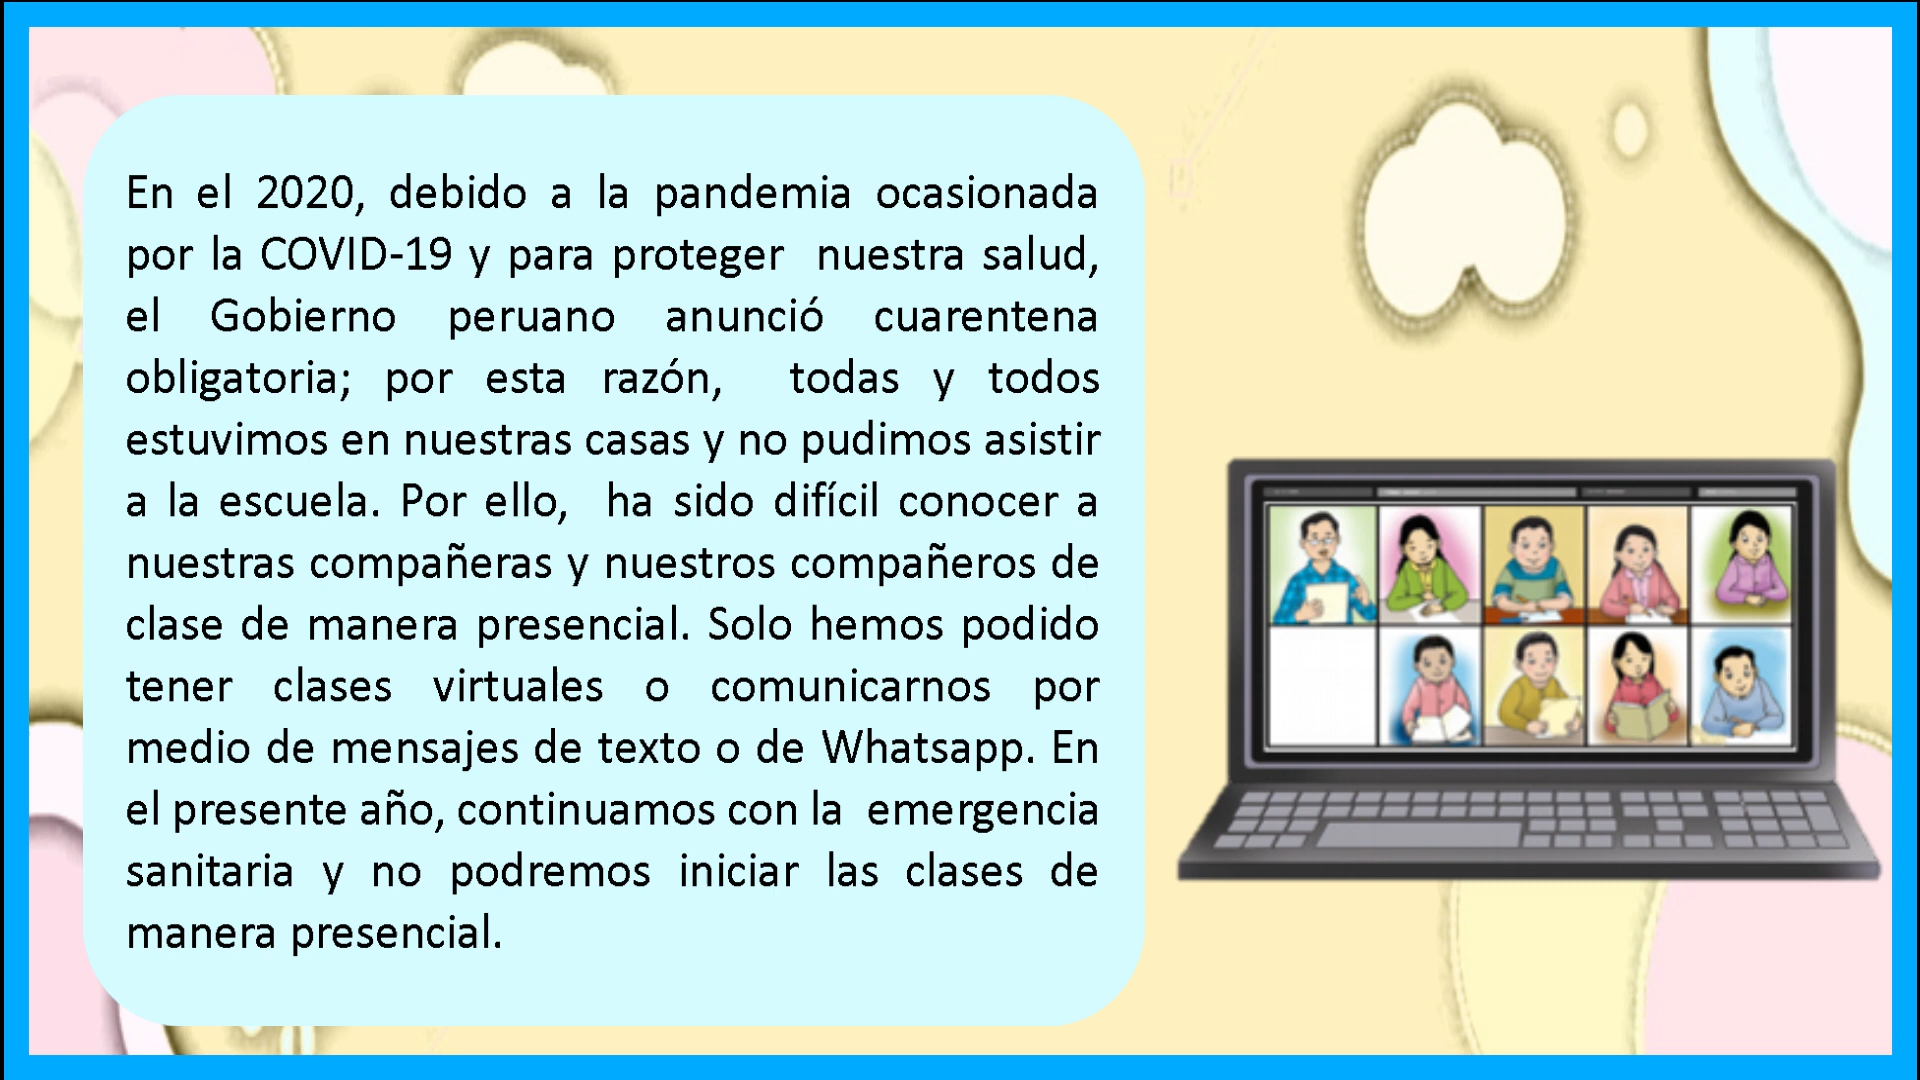 En el 2020, debido a la pandemia ocasionada
por la COVID-19 y para proteger nuestra salud,
el Gobierno peruano anunció cuarentena
obligatoria; por esta razón, todas y todos
estuvimos en nuestras casas y no pudimos asistir
a la escuela. Por ello, ha sido difícil conocer a
nuestras compañeras y nuestros compañeros de
clase de manera presencial. Solo hemos podido
tener clases virtuales o comunicarnos por
medio de mensajes de texto o de Whatsapp. En
el presente año, continuamos con la emergencia
sanitaria y no podremos iniciar las clases de
manera presencial.